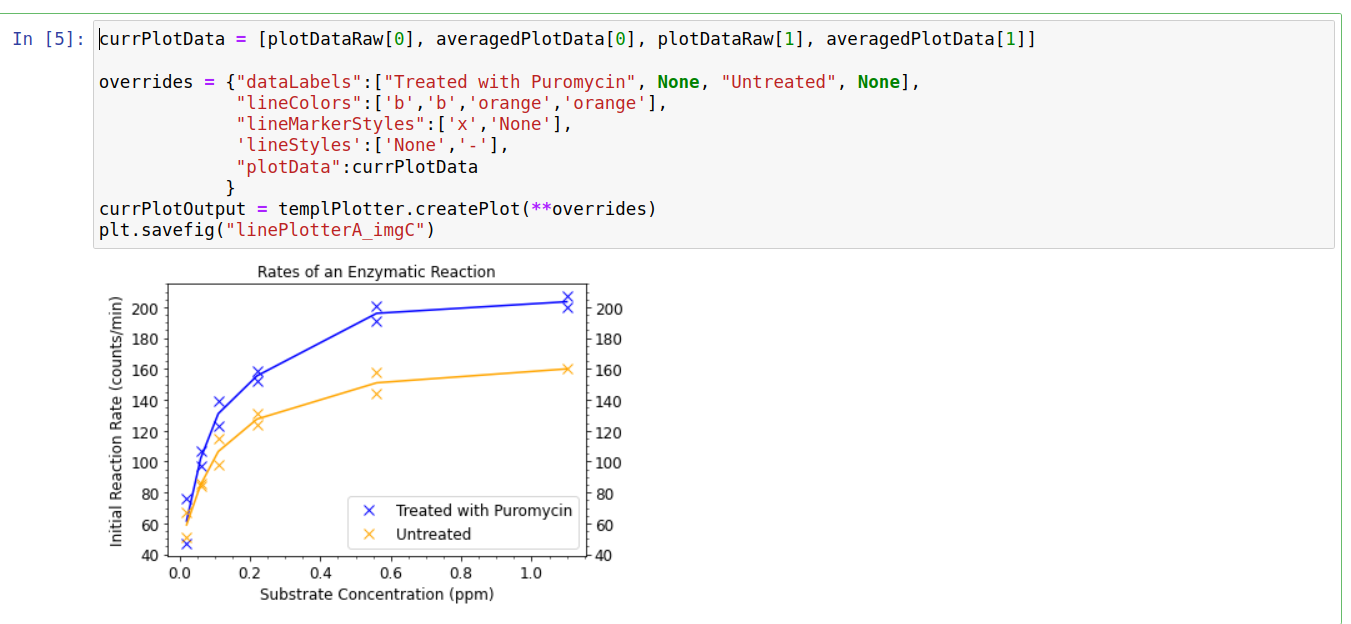 In [5]: currPlotData = [plotDataRaw[0], averagedPlotData[0], plotDataRaw[1], averagedPlotData[1]]
overrides = {"dataLabels":["Treated with Puromycin", None, "Untreated", None],
"lineColors":['b','b','orange','orange'],
"lineMarkerStyles":['x','None'],
'lineStyles':['None','-'],
"plotData":currPlotData
}
currPlotOutput = templPlotter.createPlot(**overrides)
plt.savefig("linePlotterA_imgC")
Rates of an Enzymatic Reaction
Initial Reaction Rate (counts/min)
200 200
180 180
160 160
140 140
120 120
100 100
80 80
60 60
40 40
Treated with Puromycin
Untreated
0.0 0.2 0.4 0.6 0.8 1.0
Substrate Concentration (ppm)